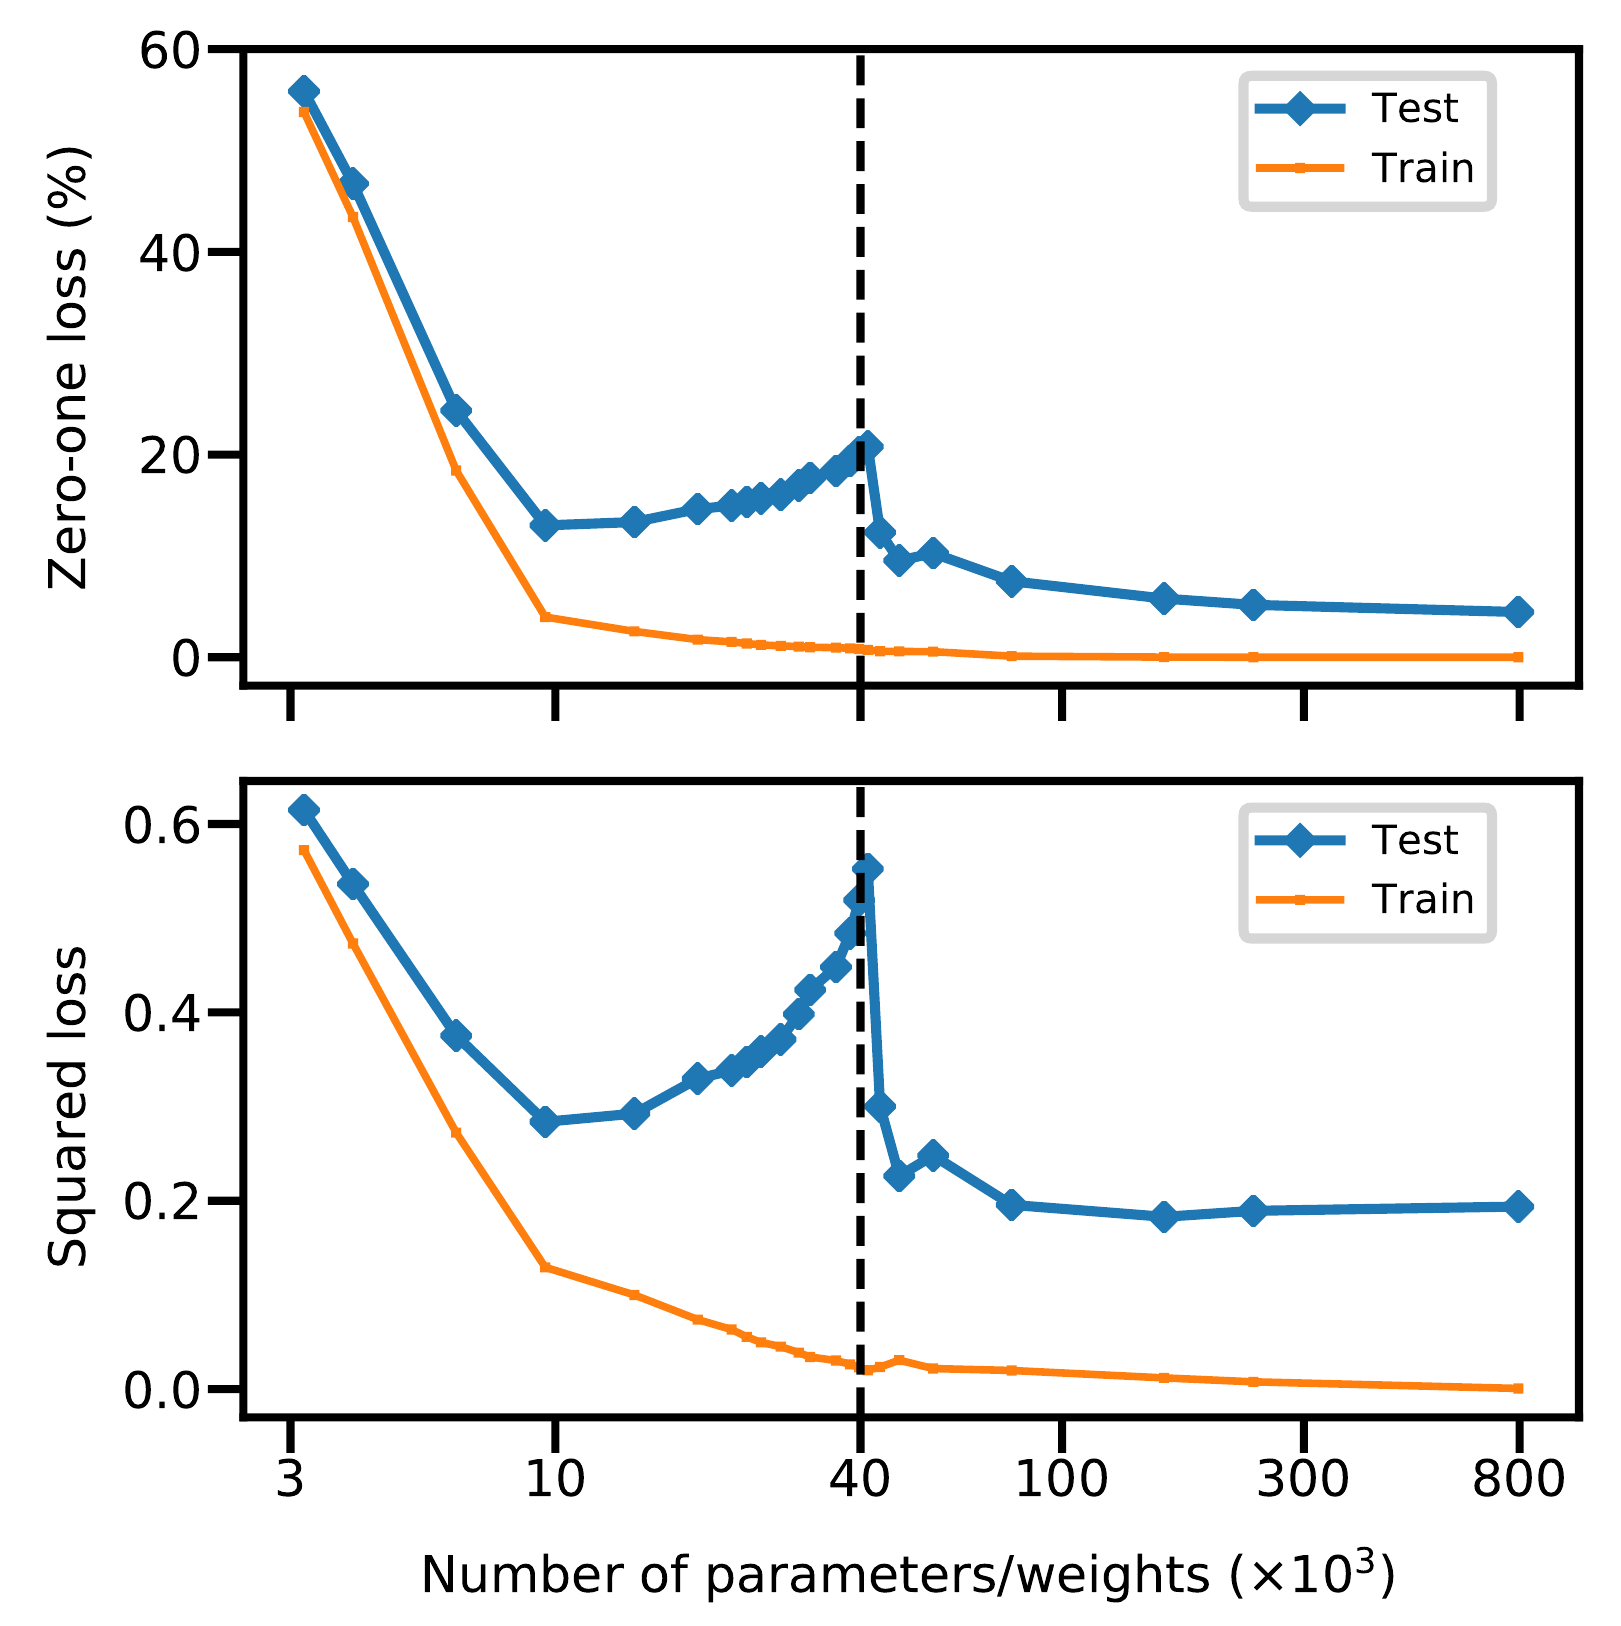 60
40
20
0
Zero-one loss (%)
Test
Train
0.6
0.4
0.2
0.0
Squared loss
Test
Train
3 10 40 100 300 800
Number of parameters/weights (×10³)